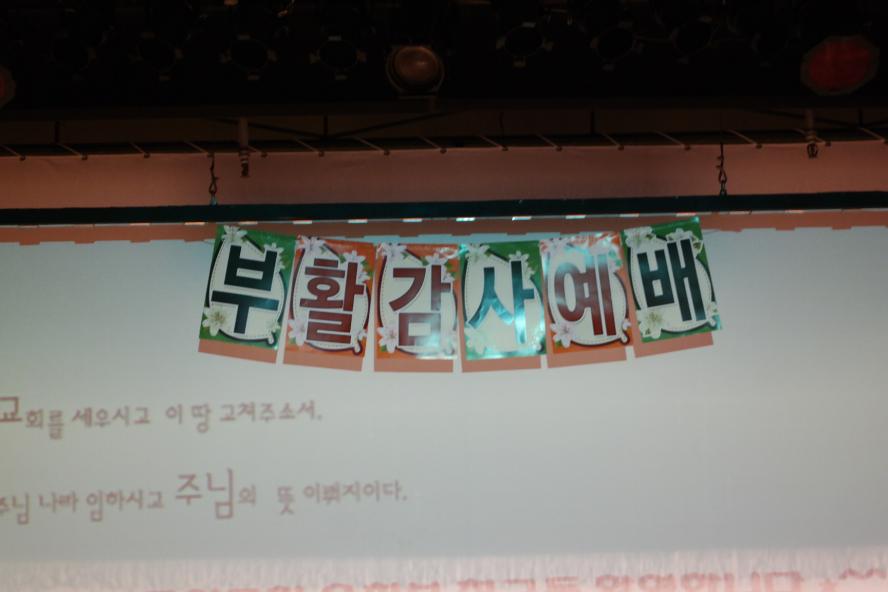 부활감사예배
교회를 세우시고 이 땅 고쳐주소서.
주님 나라 임하시고 주님의 뜻 이뤄지이다.